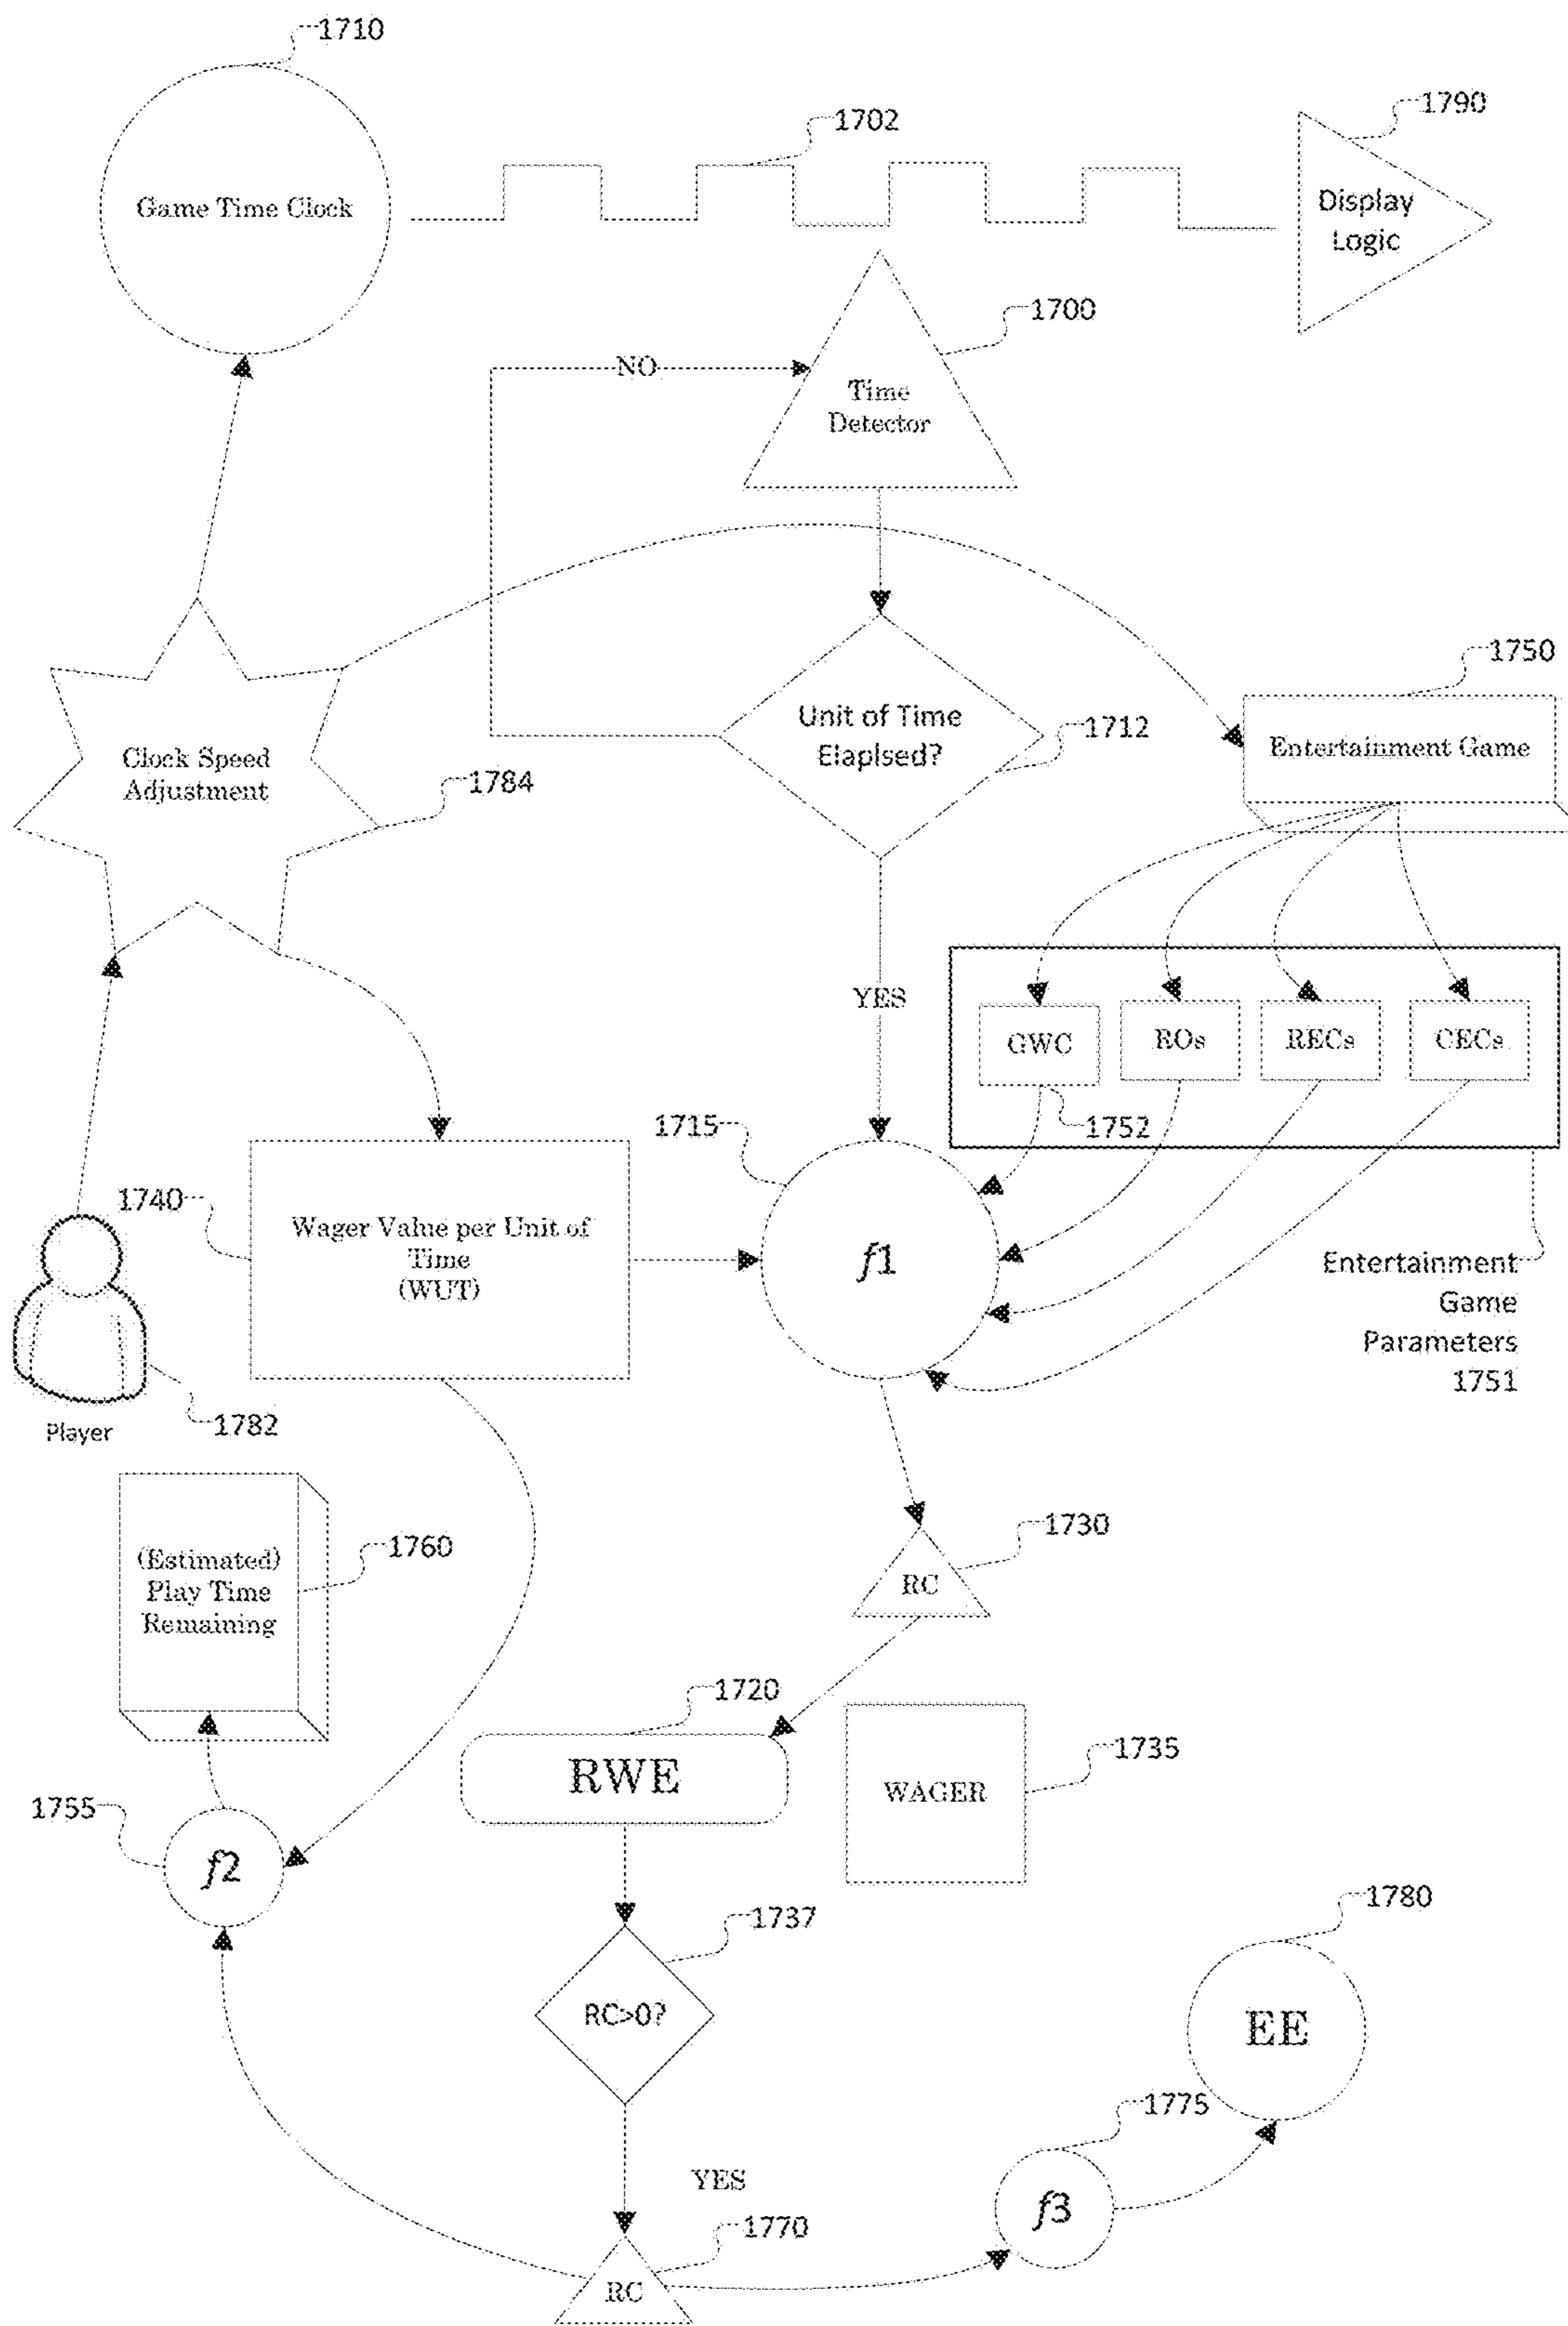 1710
1702
1790
Game Time Clock
Display
Logic
1700
NO
Time
Detector
1750
Unit of Time
Elaplsed?
1712
Entertainment Game
Clock Speed
Adjustment
1784
YES
GWC
ROs
RECs
CECs
1715
1752
1740
Wager Value per Unit of
Time
(WUT)
f1
Entertainment
Game
Parameters
1751
Player
1782
1730
(Estimated)
Play Time
Remaining
1760
RC
1720
RWE
1735
WAGER
1755
f2
1737
1780
RC>0?
EE
1775
YES
f3
1770
RC